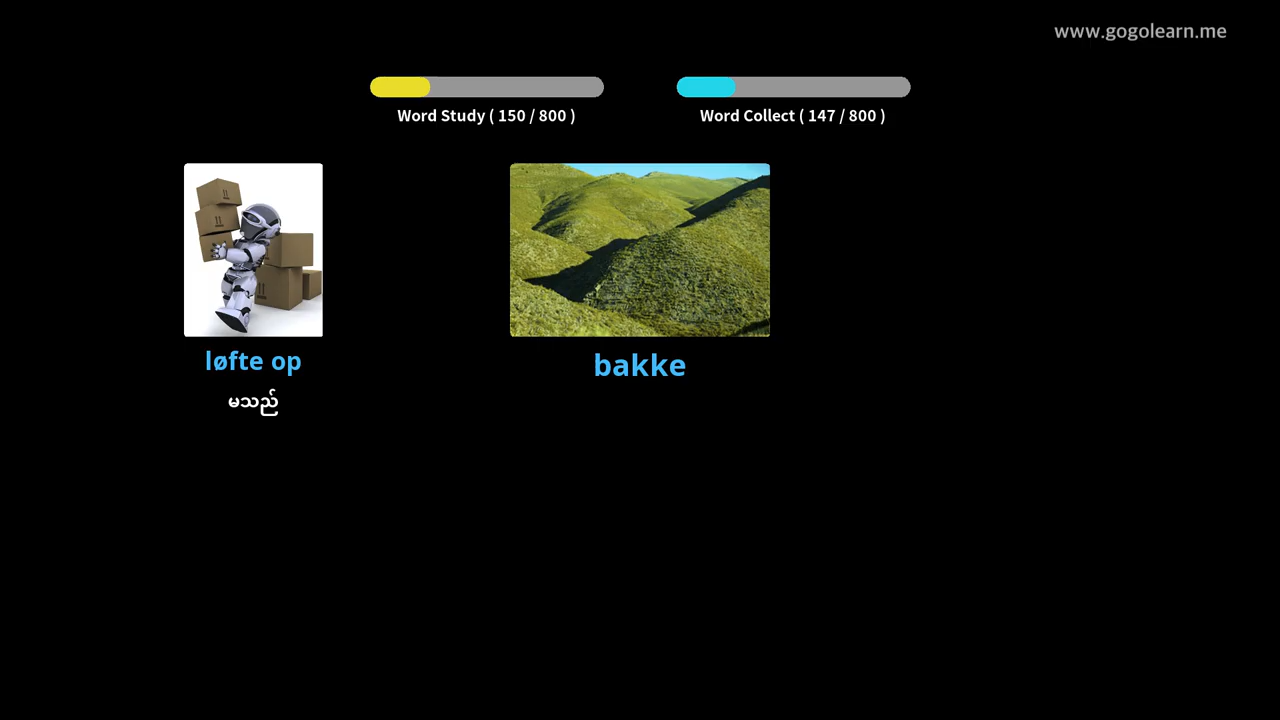 www.gogolearn.me
Word Study ( 150 / 800 )
Word Collect ( 147 / 800 )
løfte op
မသည်
bakke